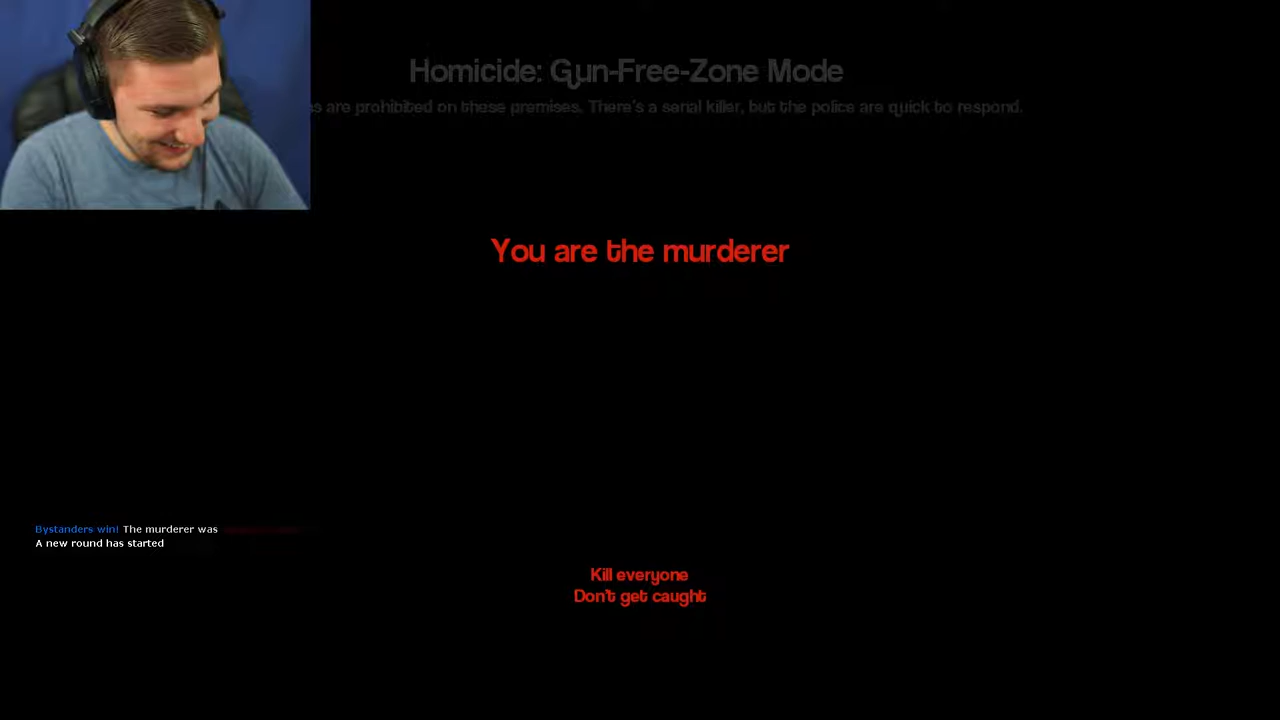 Homicide: Gun-Free-Zone Mode
are prohibited on these premises. There's a serial killer, but the police are quick to respond.
You are the murderer
Bystanders win! The murderer was
A new round has started
Kill everyone
Don't get caught